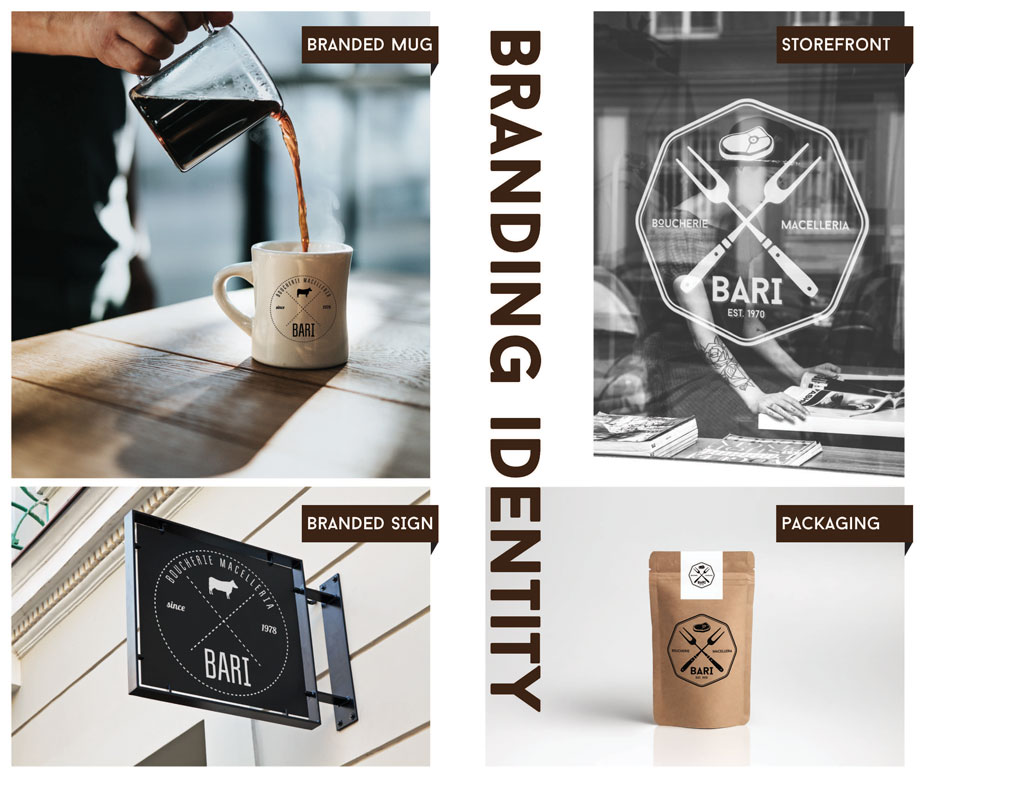 BRANDED MUG
BOUCHERIE MACELLERIA
since
1978
BARI
BRANDING IDENTITY
STOREFRONT
BOUCHERIE
MACELLERIA
BARI
EST. 1970
BRANDED SIGN
BOUCHERIE MACELLERIA
since
1978
BARI
PACKAGING
BOUCHERIE
MACELLERIA
BARI